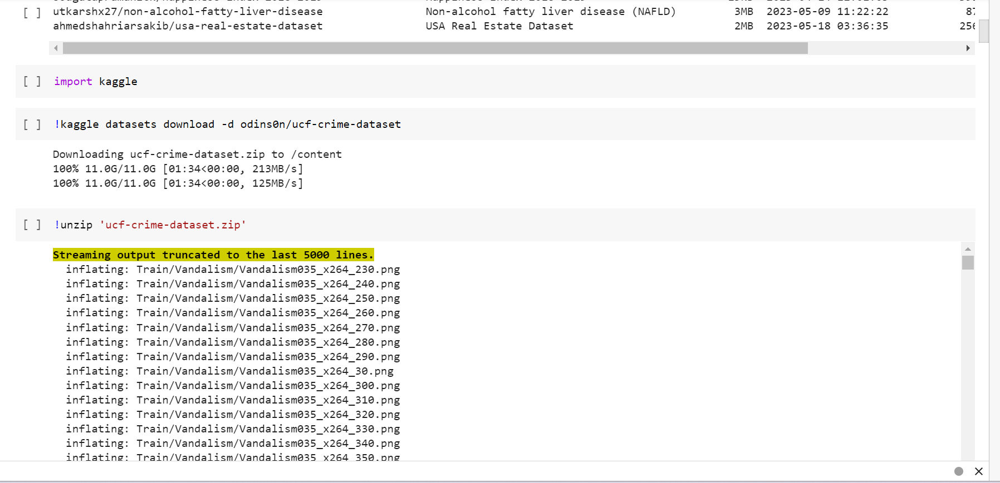 [ ] utkarshx27/non-alcohol-fatty-liver-disease Non-alcohol fatty liver disease (NAFLD) 3MB 2023-05-09 11:22:22 87
ahmedshahriarsakib/usa-real-estate-dataset USA Real Estate Dataset 2MB 2023-05-18 03:36:35 256
[ ] import kaggle
[ ] !kaggle datasets download -d odins0n/ucf-crime-dataset
Downloading ucf-crime-dataset.zip to /content
100% 11.0G/11.0G [01:34<00:00, 213MB/s]
100% 11.0G/11.0G [01:34<00:00, 125MB/s]
[ ] !unzip 'ucf-crime-dataset.zip'
Streaming output truncated to the last 5000 lines.
inflating: Train/Vandalism/Vandalism035_x264_230.png
inflating: Train/Vandalism/Vandalism035_x264_240.png
inflating: Train/Vandalism/Vandalism035_x264_250.png
inflating: Train/Vandalism/Vandalism035_x264_260.png
inflating: Train/Vandalism/Vandalism035_x264_270.png
inflating: Train/Vandalism/Vandalism035_x264_280.png
inflating: Train/Vandalism/Vandalism035_x264_290.png
inflating: Train/Vandalism/Vandalism035_x264_30.png
inflating: Train/Vandalism/Vandalism035_x264_300.png
inflating: Train/Vandalism/Vandalism035_x264_310.png
inflating: Train/Vandalism/Vandalism035_x264_320.png
inflating: Train/Vandalism/Vandalism035_x264_330.png
inflating: Train/Vandalism/Vandalism035_x264_340.png
inflating: Train/Vandalism/Vandalism035_x264_350.png